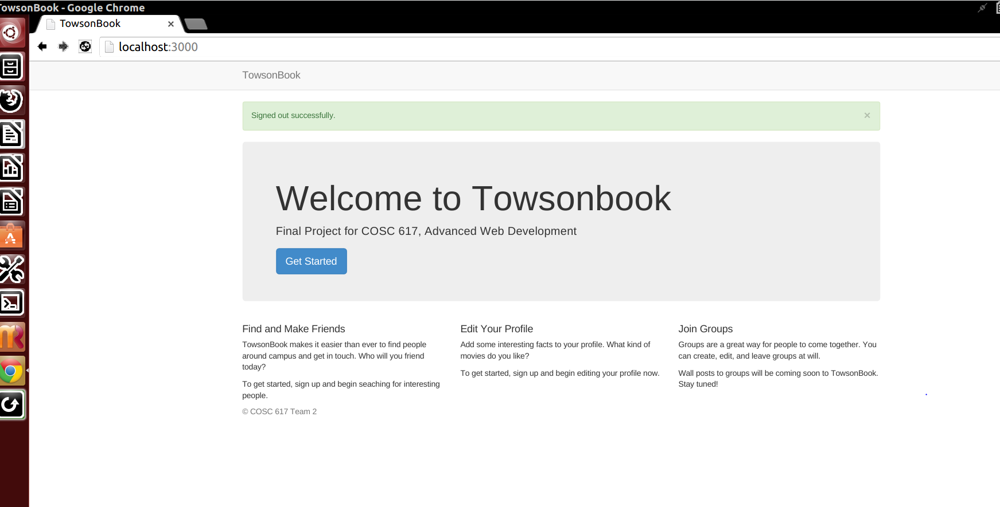 TowsonBook - Google Chrome
TowsonBook
localhost:3000
TowsonBook
Signed out successfully.
Welcome to Towsonbook
Final Project for COSC 617, Advanced Web Development
Get Started
Find and Make Friends
TowsonBook makes it easier than ever to find people
around campus and get in touch. Who will you friend
today?
To get started, sign up and begin seaching for interesting
people.
Edit Your Profile
Add some interesting facts to your profile. What kind of
movies do you like?
To get started, sign up and begin editing your profile now.
Join Groups
Groups are a great way for people to come together. You
can create, edit, and leave groups at will.
Wall posts to groups will be coming soon to TowsonBook.
Stay tuned!
© COSC 617 Team 2